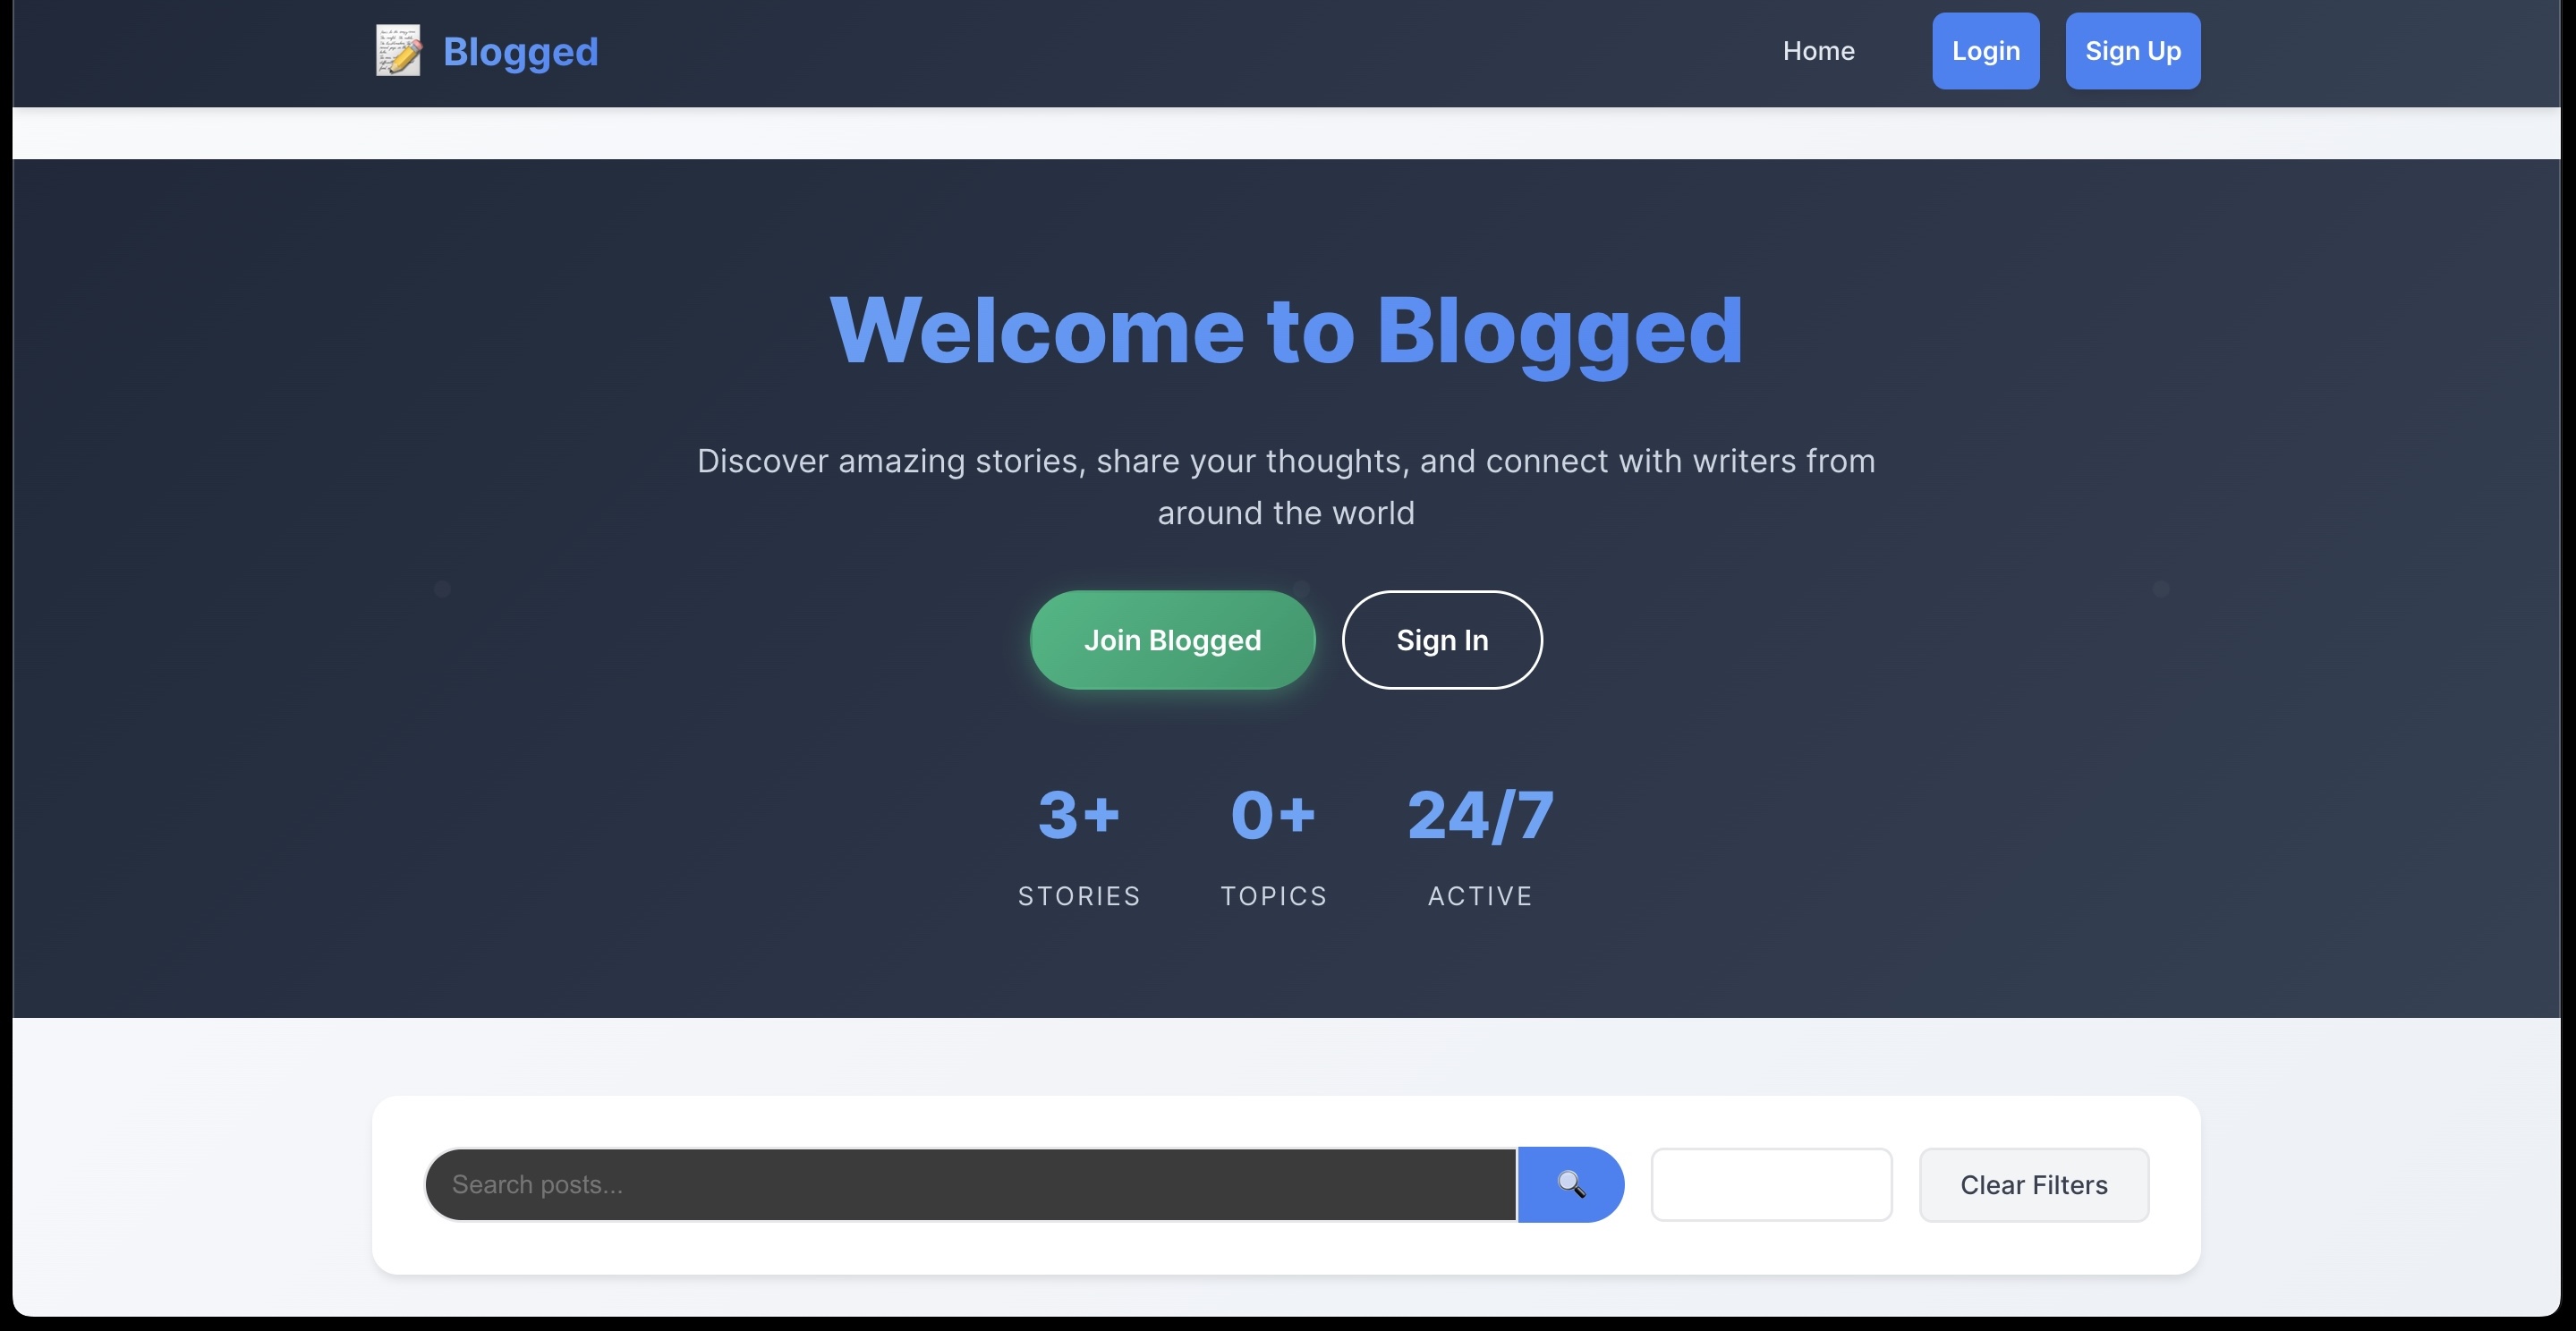 Blogged
Home
Login
Sign Up
Welcome to Blogged
Discover amazing stories, share your thoughts, and connect with writers from
around the world
Join Blogged
Sign In
3+
0+
24/7
STORIES
TOPICS
ACTIVE
Search posts...
Clear Filters